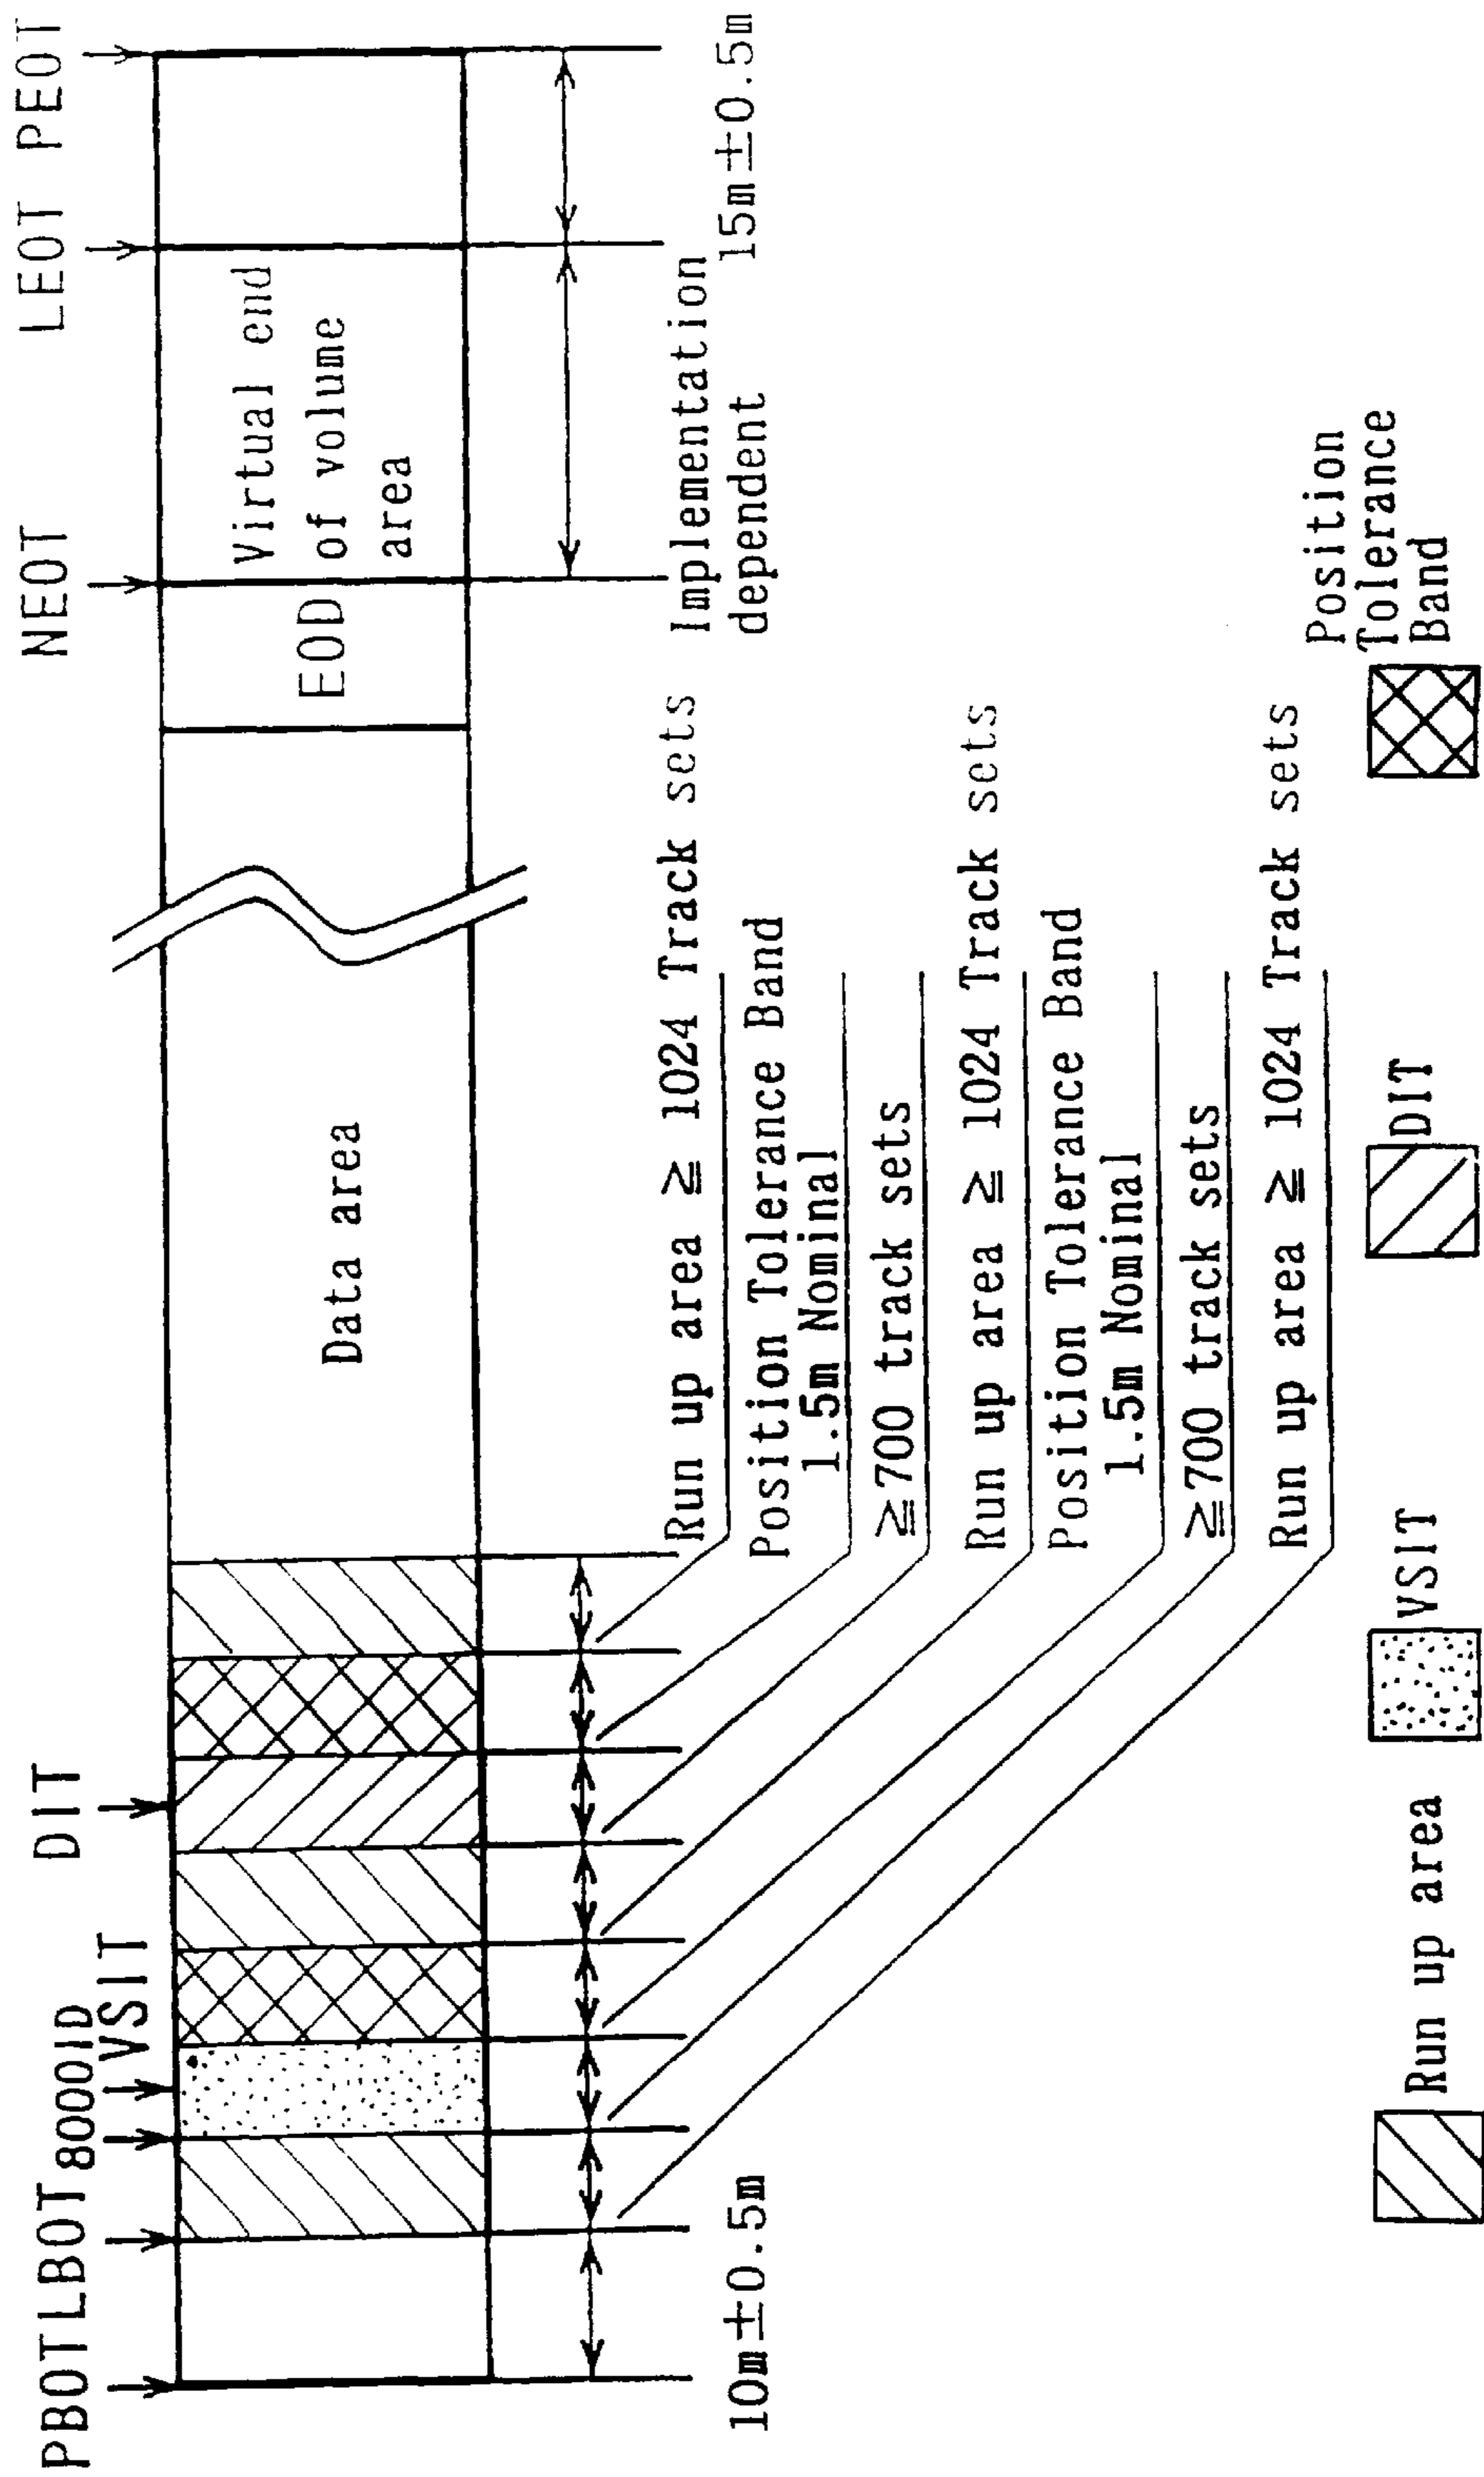 PBOT
LBOT
8000ID
VSIT
DIT
NEOT
LEOT
PEOT
Data area
EOD
Virtual end
of volume
area
10m±0.5m
Implementation
dependent
15m±0.5m
Run up area ≧ 1024 Track sets
Position Tolerance Band
1.5m Nominal
≧700 track sets
Run up area ≧ 1024 Track sets
Position Tolerance Band
1.5m Nominal
≧700 track sets
Run up area ≧ 1024 Track sets
Run up area
VSIT
DIT
Position
Tolerance
Band